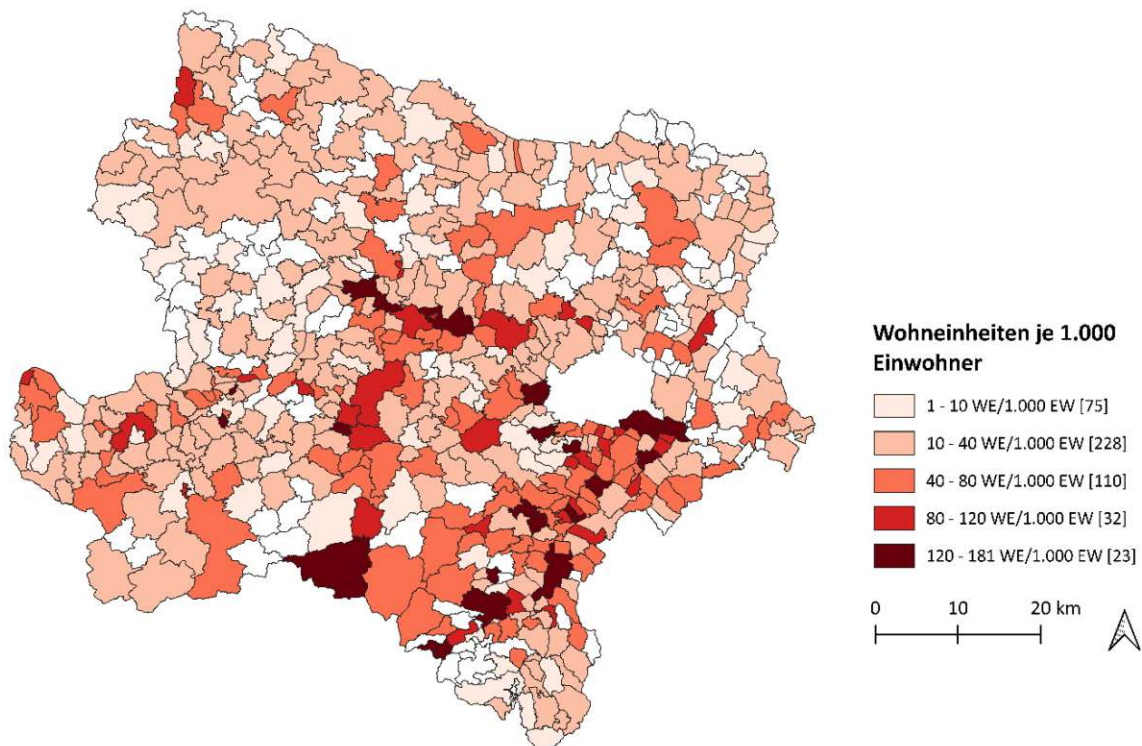 Wohneinheiten je 1.000
Einwohner
1 - 10 WE/1.000 EW [75]
10 - 40 WE/1.000 EW [228]
40 - 80 WE/1.000 EW [110]
80 - 120 WE/1.000 EW [32]
120 - 181 WE/1.000 EW [23]
0 10 20 km